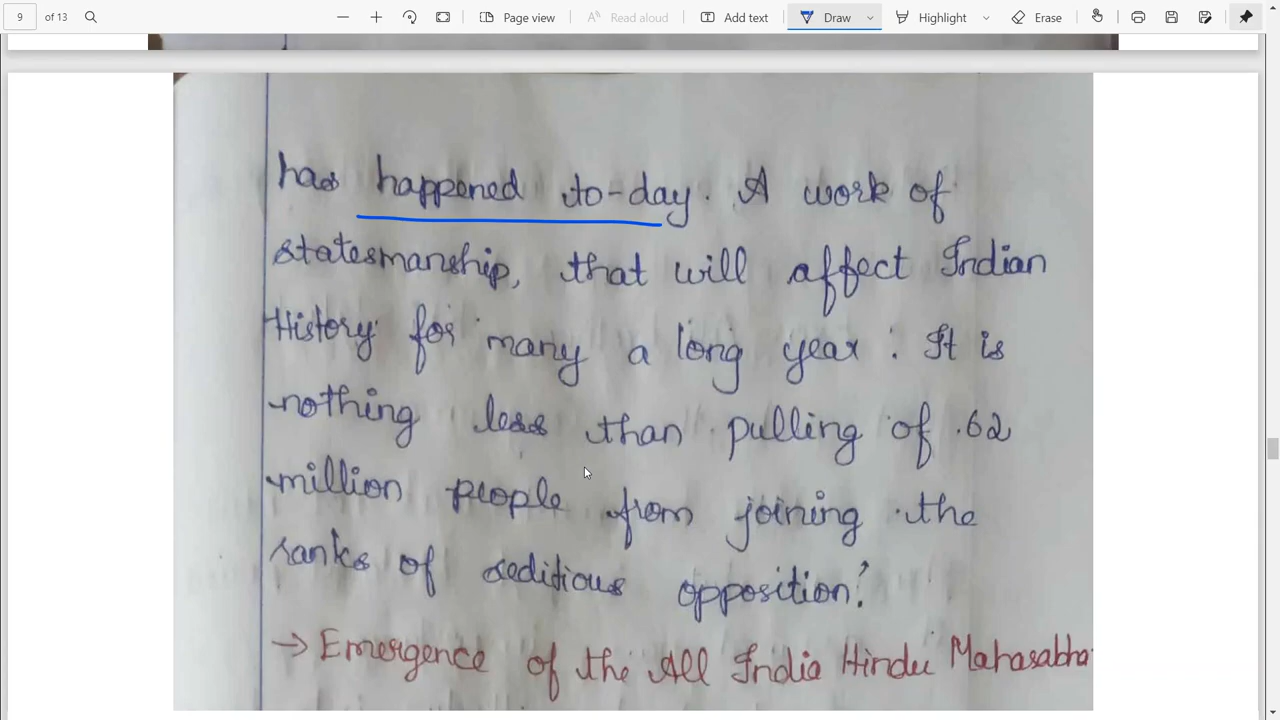 9 of 13 Page view Read aloud Add text Draw Highlight Erase
has happened to-day. A work of
statesmanship, that will affect Indian
History for many a long year. It is
nothing less than pulling of 62
million people from joining the
ranks of seditious opposition.'
→ Emergence of the All India Hindu Mahasabha